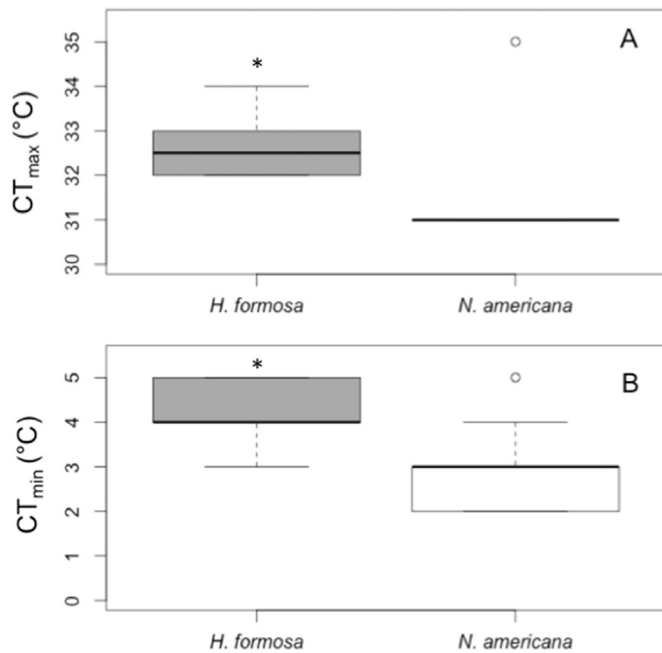 A
CTmax (°C)
35
34
33
32
31
30
*
H. formosa N. americana
B
CTmin (°C)
5
4
3
2
1
0
*
H. formosa N. americana